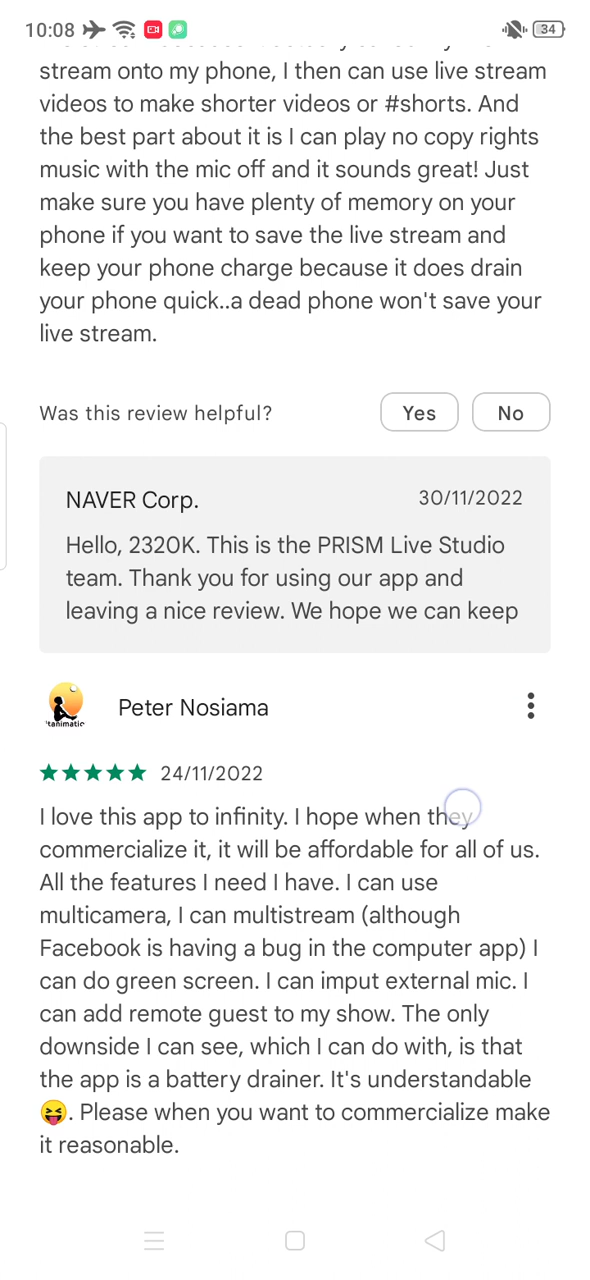 10:08
34
stream onto my phone, I then can use live stream
videos to make shorter videos or #shorts. And
the best part about it is I can play no copy rights
music with the mic off and it sounds great! Just
make sure you have plenty of memory on your
phone if you want to save the live stream and
keep your phone charge because it does drain
your phone quick..a dead phone won't save your
live stream.
Was this review helpful?
Yes
No
NAVER Corp.
30/11/2022
Hello, 2320K. This is the PRISM Live Studio
team. Thank you for using our app and
leaving a nice review. We hope we can keep
Peter Nosiama
24/11/2022
I love this app to infinity. I hope when they
commercialize it, it will be affordable for all of us.
All the features I need I have. I can use
multicamera, I can multistream (although
Facebook is having a bug in the computer app) I
can do green screen. I can imput external mic. I
can add remote guest to my show. The only
downside I can see, which I can do with, is that
the app is a battery drainer. It's understandable
😝. Please when you want to commercialize make
it reasonable.